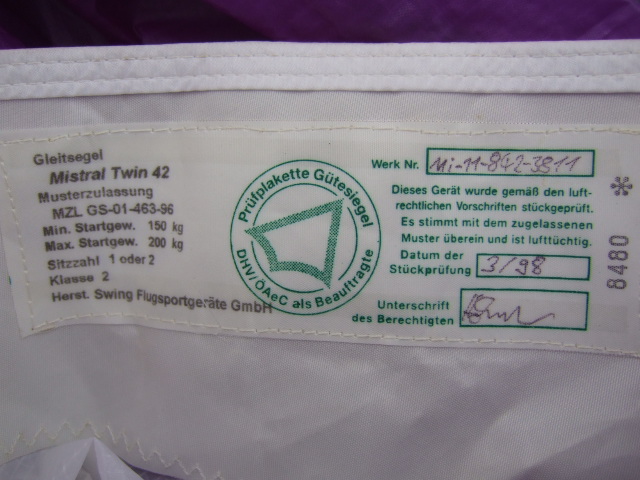 Gleitsegel
Mistral Twin 42
Musterzulassung
MZL GS-01-463-96
Min. Startgew. 150 kg
Max. Startgew. 200 kg
Sitzzahl 1 oder 2
Klasse 2
Herst. Swing Flugsportgeräte GmbH
Prüfplakette Gütesiegel
DHV/ÖAeC als Beauftragte
Werk Nr. Mi-11-842-3811
Dieses Gerät wurde gemäß den luft-
rechtlichen Vorschriften stückgeprüft.
Es stimmt mit dem zugelassenen
Muster überein und ist lufttüchtig.
Datum der
Stückprüfung 3/98
Unterschrift
des Berechtigten
8480 *